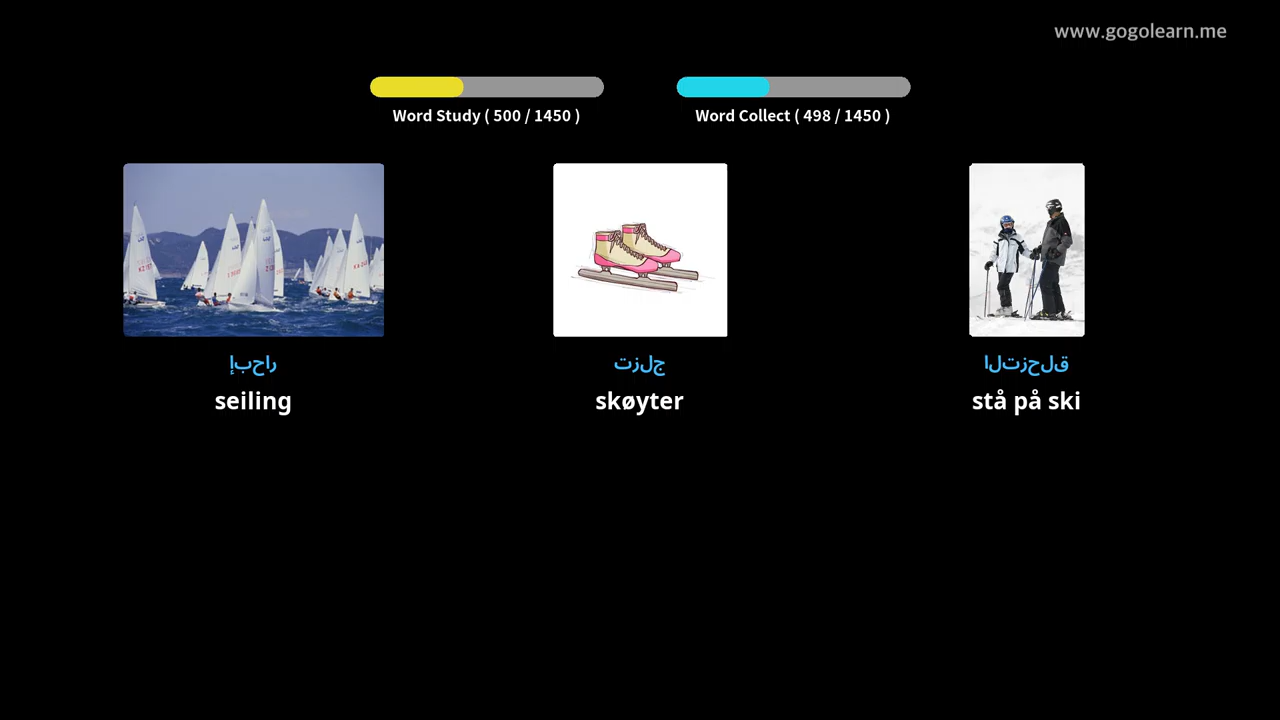 www.gogolearn.me
Word Study ( 500 / 1450 )
Word Collect ( 498 / 1450 )
إبحار
seiling
تزلج
skøyter
التزحلق
stå på ski